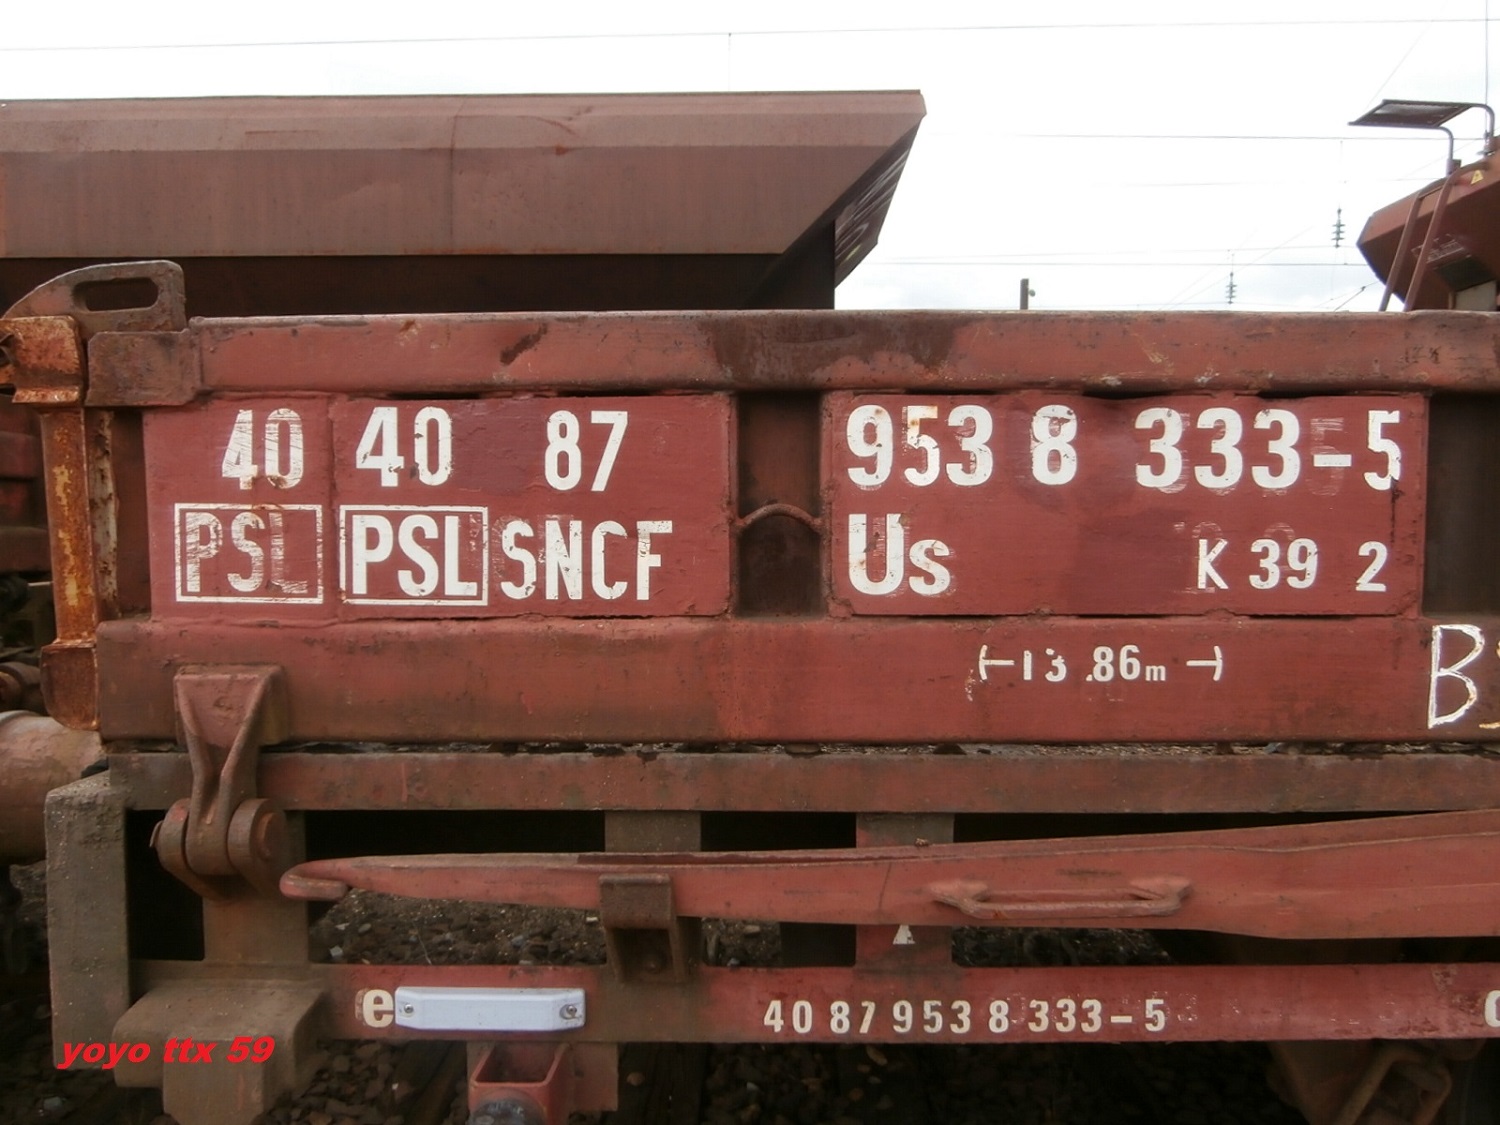 40 40 87 953 8 333-5
PSL PSL SNCF Us K 39 2
13.86m
B
e 40 87 953 8 333-5
yoyo ttx 59